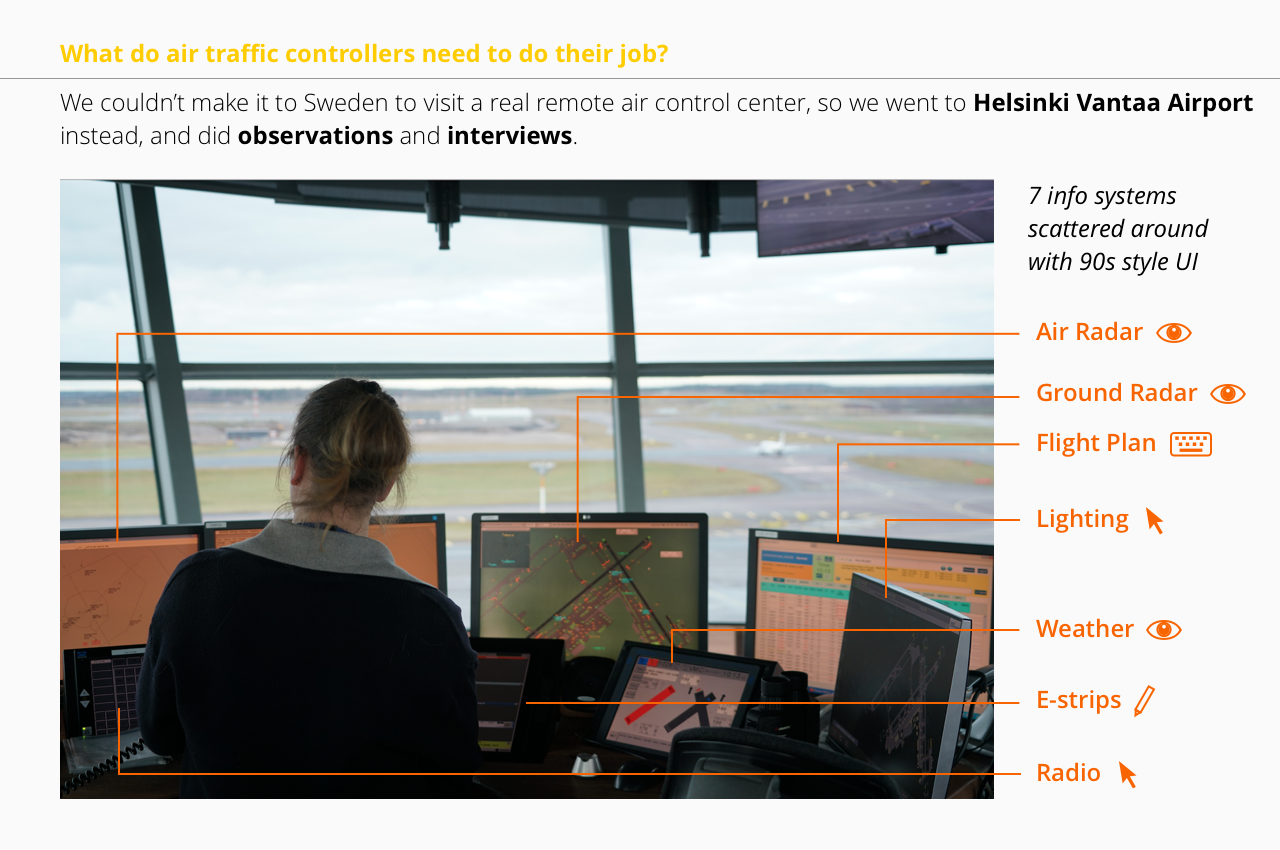 What do air traffic controllers need to do their job?
We couldn’t make it to Sweden to visit a real remote air control center, so we went to Helsinki Vantaa Airport
instead, and did observations and interviews.
7 info systems
scattered around
with 90s style UI
Air Radar
Ground Radar
Flight Plan
Lighting
Weather
E-strips
Radio